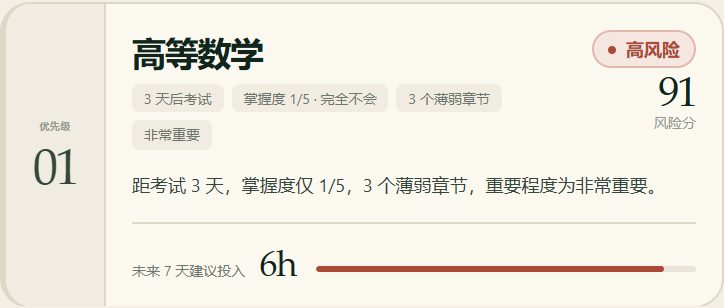 优先级
01
高等数学
高风险
91
风险分
3 天后考试
掌握度 1/5 · 完全不会
3 个薄弱章节
非常重要
距考试 3 天，掌握度仅 1/5，3 个薄弱章节，重要程度为非常重要。
未来 7 天建议投入 6h